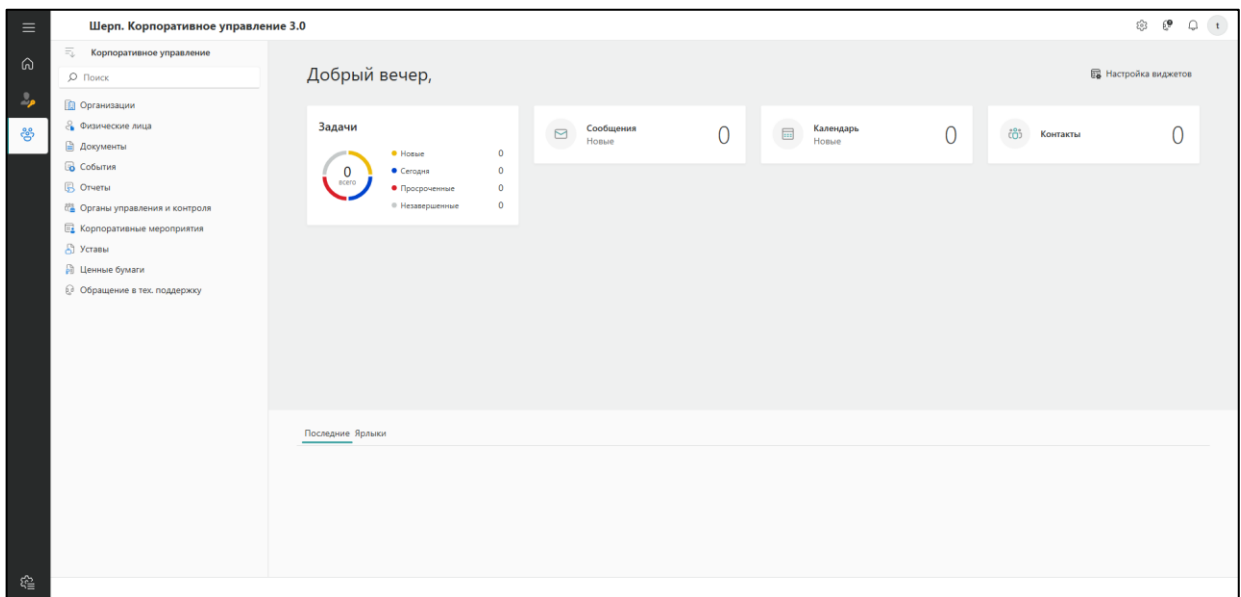 Шерп. Корпоративное управление 3.0
t
Корпоративное управление
Поиск
Организации
Физические лица
Документы
События
Отчеты
Органы управления и контроля
Корпоративные мероприятия
Уставы
Ценные бумаги
Обращение в тех. поддержку
Добрый вечер,
Настройка виджетов
Задачи
0
всего
Новые 0
Сегодня 0
Просроченные 0
Незавершенные 0
Сообщения
Новые
0
Календарь
Новые
0
Контакты
0
Последние Ярлыки